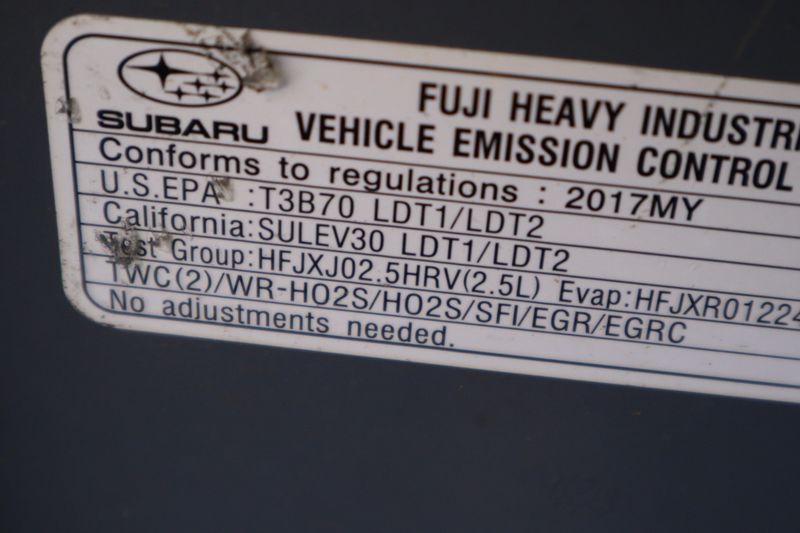 FUJI HEAVY INDUSTRI
SUBARU VEHICLE EMISSION CONTROL
Conforms to regulations : 2017MY
U.S.EPA :T3B70 LDT1/LDT2
California:SULEV30 LDT1/LDT2
Test Group:HFJXJ02.5HRV(2.5L) Evap:HFJXR01224
TWC(2)/WR-HO2S/HO2S/SFI/EGR/EGRC
No adjustments needed.